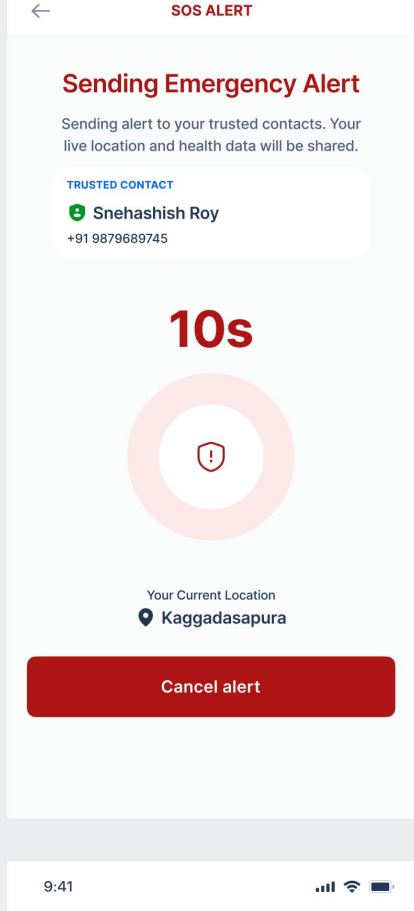 SOS ALERT
Sending Emergency Alert
Sending alert to your trusted contacts. Your
live location and health data will be shared.
TRUSTED CONTACT
Snehashish Roy
+91 9879689745
10s
Your Current Location
Kaggadasapura
Cancel alert
9:41